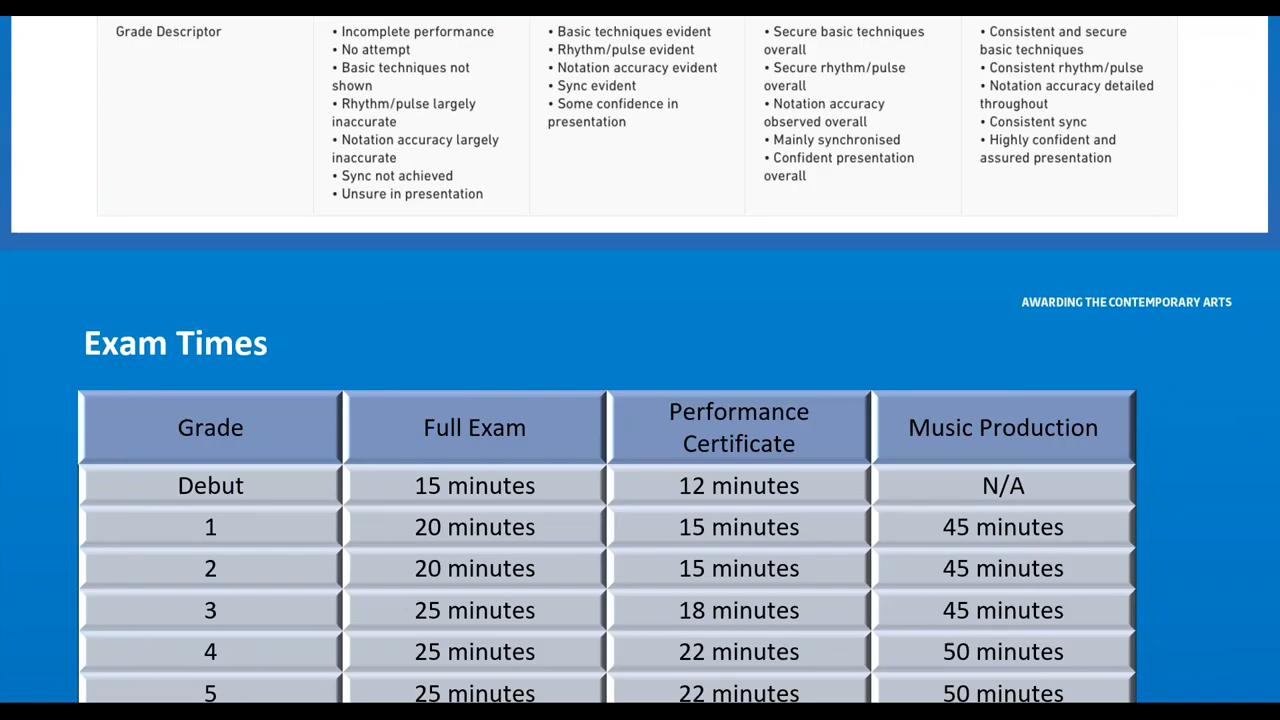 Grade Descriptor
• Incomplete performance
• No attempt
• Basic techniques not
shown
• Rhythm/pulse largely
inaccurate
• Notation accuracy largely
inaccurate
• Sync not achieved
• Unsure in presentation
• Basic techniques evident
• Rhythm/pulse evident
• Notation accuracy evident
• Sync evident
• Some confidence in
presentation
• Secure basic techniques
overall
• Secure rhythm/pulse
overall
• Notation accuracy
observed overall
• Mainly synchronised
• Confident presentation
overall
• Consistent and secure
basic techniques
• Consistent rhythm/pulse
• Notation accuracy detailed
throughout
• Consistent sync
• Highly confident and
assured presentation
AWARDING THE CONTEMPORARY ARTS
Exam Times
Grade Full Exam Performance Certificate Music Production
Debut 15 minutes 12 minutes N/A
1 20 minutes 15 minutes 45 minutes
2 20 minutes 15 minutes 45 minutes
3 25 minutes 18 minutes 45 minutes
4 25 minutes 22 minutes 50 minutes
5 25 minutes 22 minutes 50 minutes